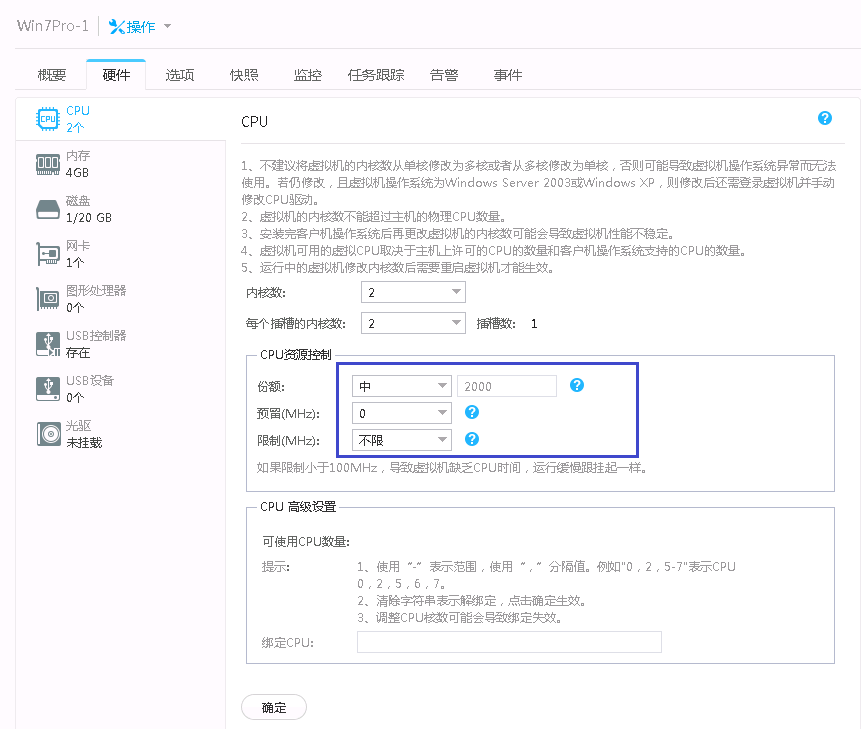 Win7Pro-1 操作
概要 硬件 选项 快照 监控 任务跟踪 告警 事件
CPU
2个
内存
4GB
磁盘
1/20 GB
网卡
1个
图形处理器
0个
USB控制器
存在
USB设备
0个
光驱
未挂载
CPU
1、不建议将虚拟机的内核数从单核修改为多核或者从多核修改为单核，否则可能导致虚拟机操作系统异常而无法
使用。若仍修改，且虚拟机操作系统为Windows Server 2003或Windows XP，则修改后还需登录虚拟机并手动
修改CPU驱动。
2、虚拟机的内核数不能超过主机的物理CPU数量。
3、安装完客户机操作系统后再更改虚拟机的内核数可能会导致虚拟机性能不稳定。
4、虚拟机可用的虚拟CPU取决于主机上许可的CPU的数量和客户机操作系统支持的CPU的数量。
5、运行中的虚拟机修改内核数后需要重启虚拟机才能生效。
内核数: 2
每个插槽的内核数: 2 插槽数: 1
CPU资源控制
份额: 中 2000 ?
预留(MHz): 0 ?
限制(MHz): 不限 ?
如果限制小于100MHz，导致虚拟机缺乏CPU时间，运行缓慢跟挂起一样。
CPU 高级设置
可使用CPU数量:
提示: 1、使用“-”表示范围，使用“，”分隔值。例如"0，2，5-7"表示CPU
0，2，5，6，7。
2、清除字符串表示解绑定，点击确定生效。
3、调整CPU核数可能会导致绑定失效。
绑定CPU:
确定